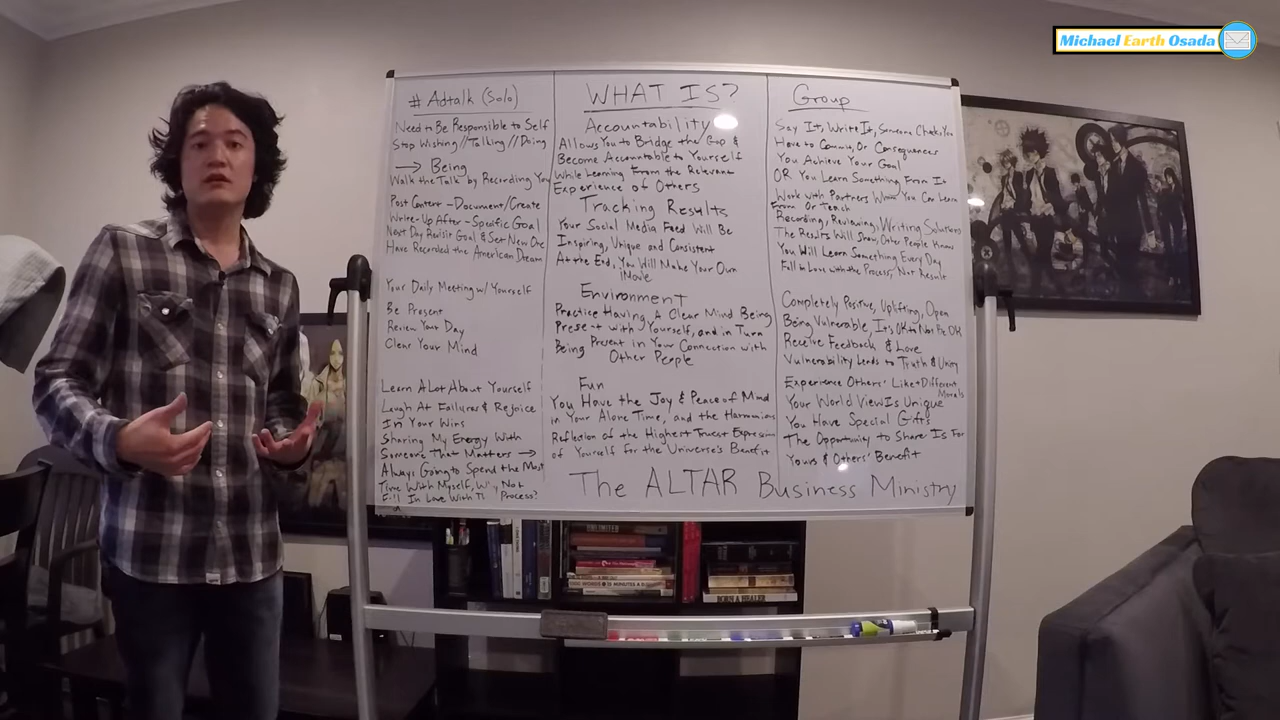 Michael Earth Osada
# Adtalk (Solo)
Need to Be Responsible to Self
Stop Wishing//Talking//Doing
→ Being
Walk the Talk by Recording You
Post Content - Document/Create
Write-Up After - Specific Goal
Next Day Revisit Goal & Set New One
Have Recorded the American Dream
Your Daily Meeting w/ Yourself
Be Present
Review Your Day
Clear Your Mind
Learn A Lot About Yourself
Laugh At Failures & Rejoice
In Your Wins
Sharing My Energy With
Someone That Matters →
Always Going to Spend the Most
Time With Myself, Why Not
Fall In Love With Process?
WHAT IS?
Accountability
Allows You to Bridge the Gap &
Become Accountable to Yourself
While Learning From the Relevant
Experience of Others
Tracking Results
Your Social Media Feed Will Be
Inspiring, Unique and Consistent
At the End, You Will Make Your Own
Movie
Environment
Practice Having A Clear Mind Being
Present with Yourself, and in Turn
Being Present in Your Connection with
Other People
Fun
You Have the Joy & Peace of Mind
in Your Alone Time, and the Harmonious
Reflection of the Highest Truest Expression
of Yourself for the Universe's Benefit
Group
Say It, Write It, Someone Checks You
Have to Commit, Or Consequences
You Achieve Your Goal
OR You Learn Something From It
Work with Partners Whom You Can Learn
From Or Teach
Recording, Reviewing, Writing Solutions
The Results Will Show, Other People Know
You Will Learn Something Every Day
Fall in Love with the Process, Not Result
Completely Positive, Uplifting, Open
Being Vulnerable, It's OK to Not Be OK
Receive Feedback & Love
Vulnerability Leads to Truth & Unity
Experience Others' Like & Different
Morals
Your World View Is Unique
You Have Special Gifts
The Opportunity to Share Is For
Yours & Others' Benefit
The ALTAR Business Ministry
BORN A HEALER